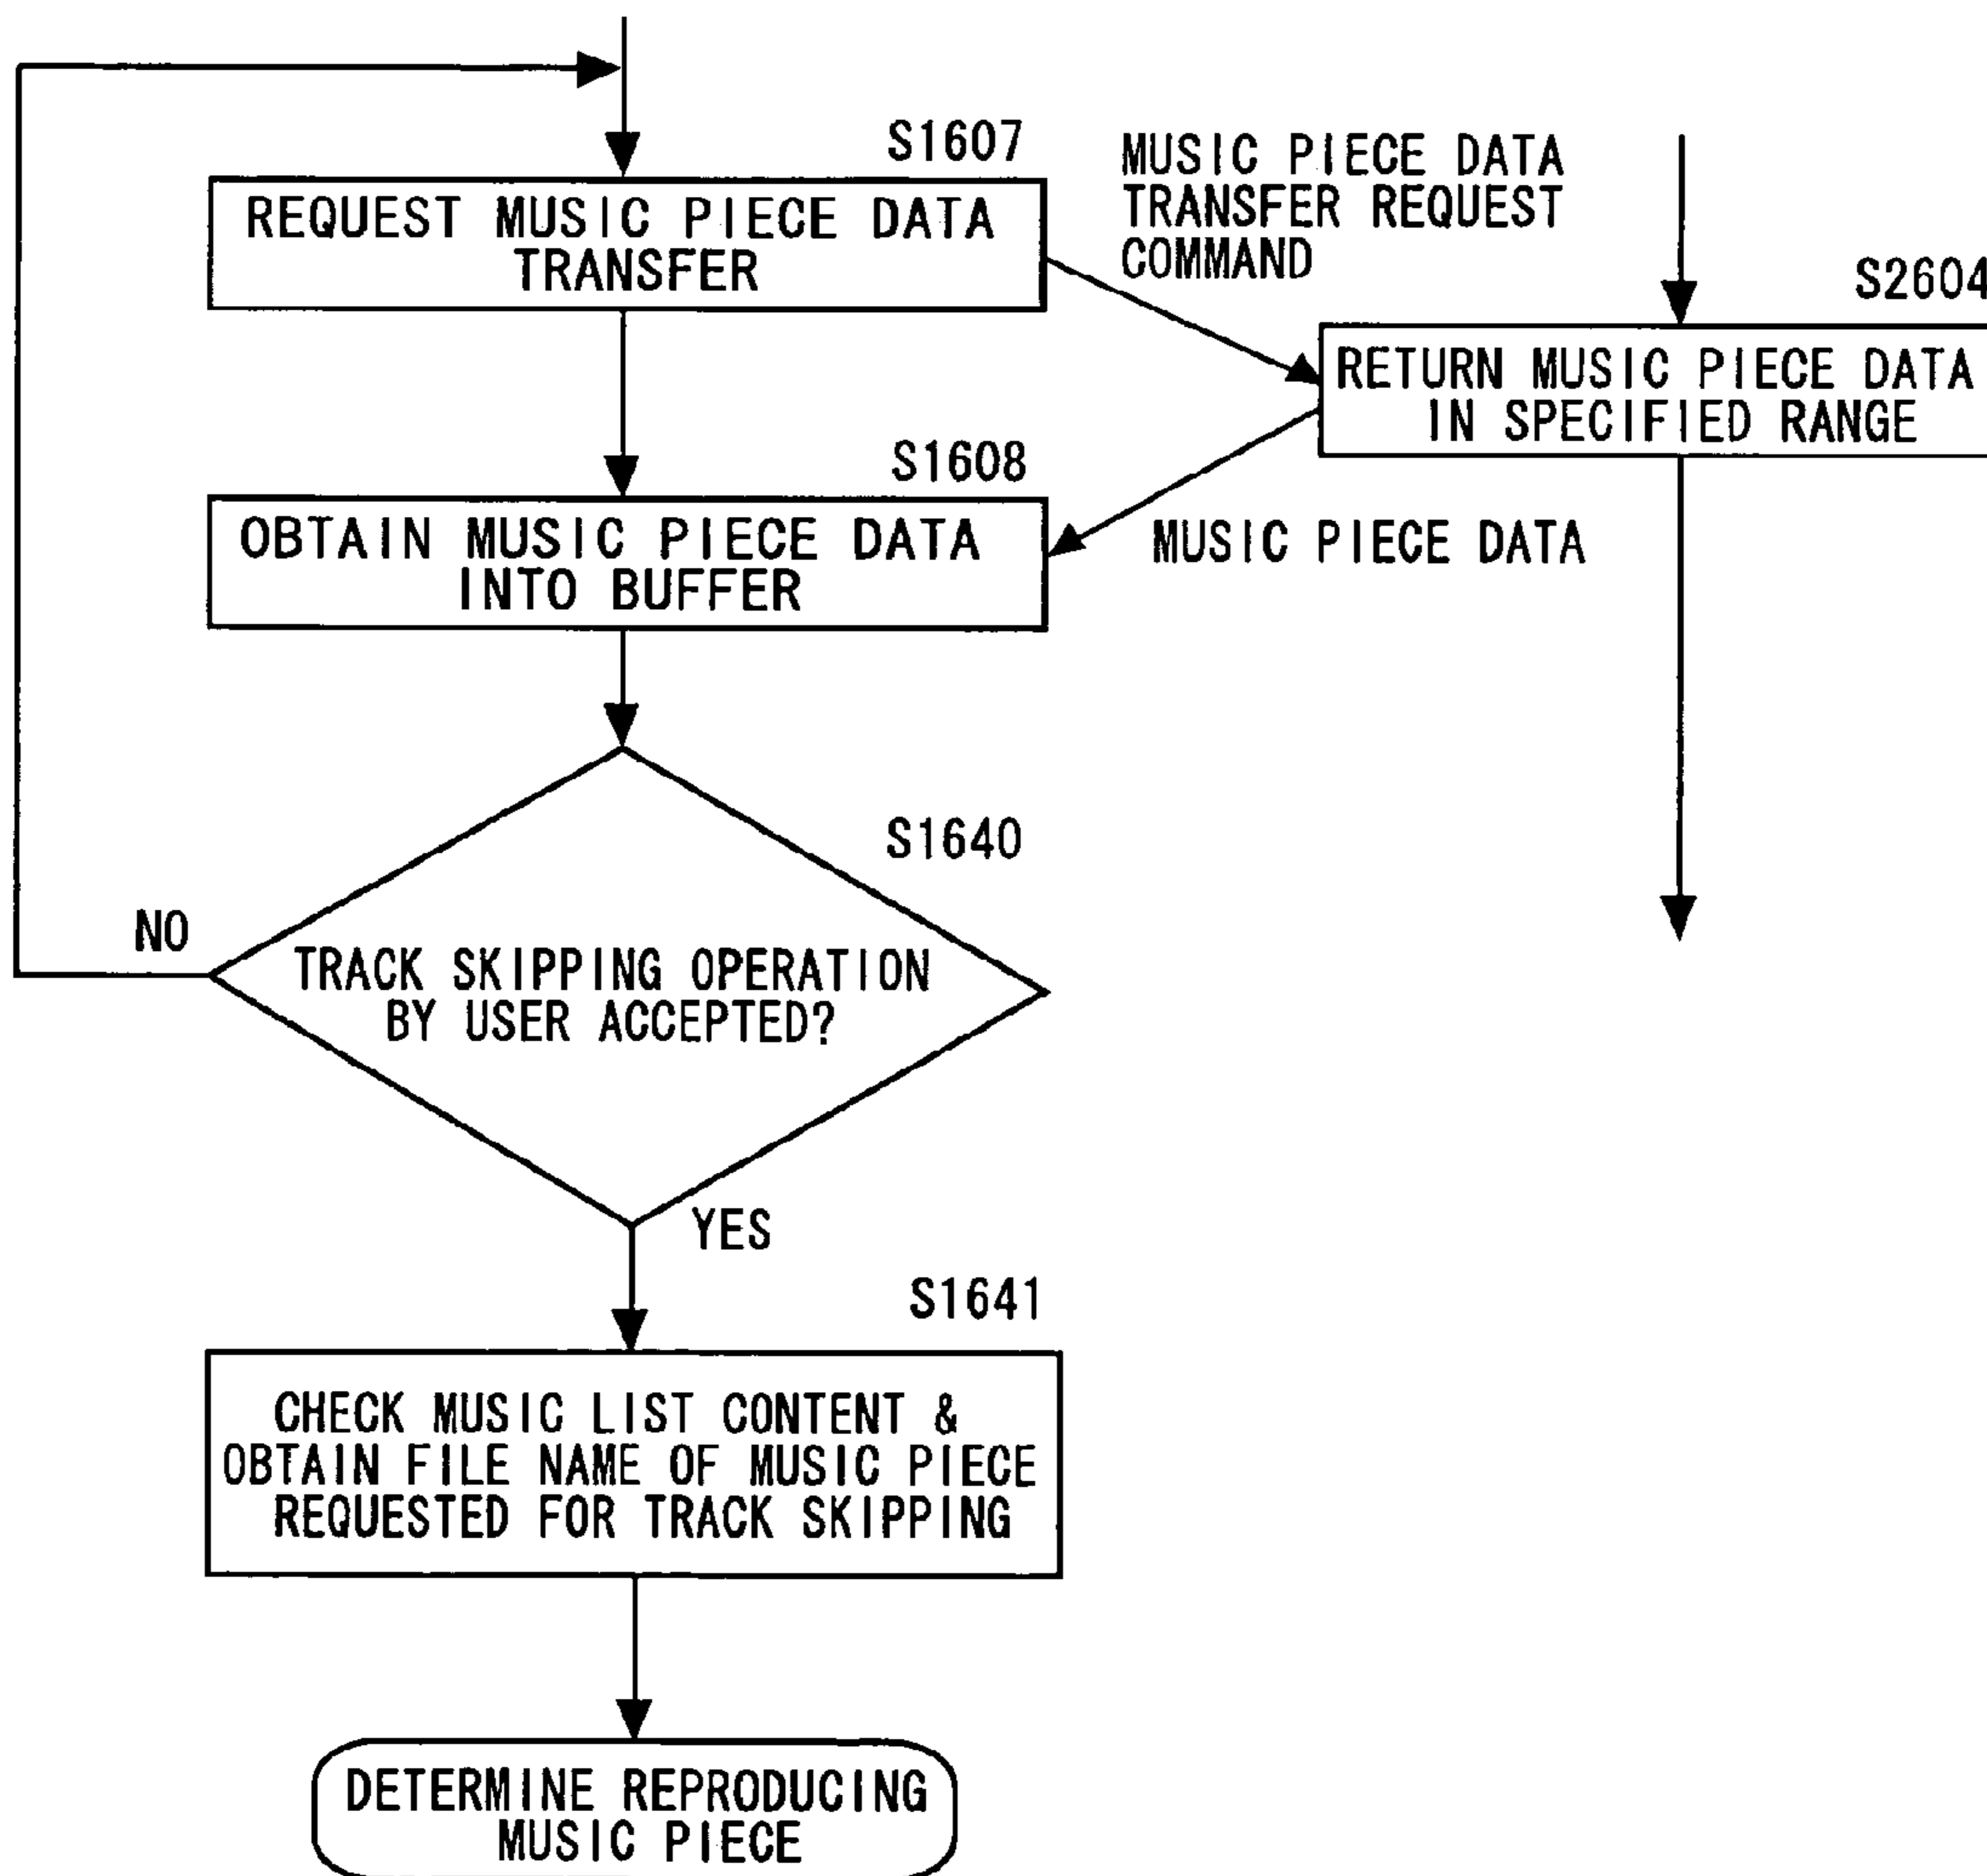 S1607
REQUEST MUSIC PIECE DATA
TRANSFER
MUSIC PIECE DATA
TRANSFER REQUEST
COMMAND
S2604
RETURN MUSIC PIECE DATA
IN SPECIFIED RANGE
S1608
OBTAIN MUSIC PIECE DATA
INTO BUFFER
MUSIC PIECE DATA
S1640
NO
TRACK SKIPPING OPERATION
BY USER ACCEPTED?
YES
S1641
CHECK MUSIC LIST CONTENT &
OBTAIN FILE NAME OF MUSIC PIECE
REQUESTED FOR TRACK SKIPPING
DETERMINE REPRODUCING
MUSIC PIECE